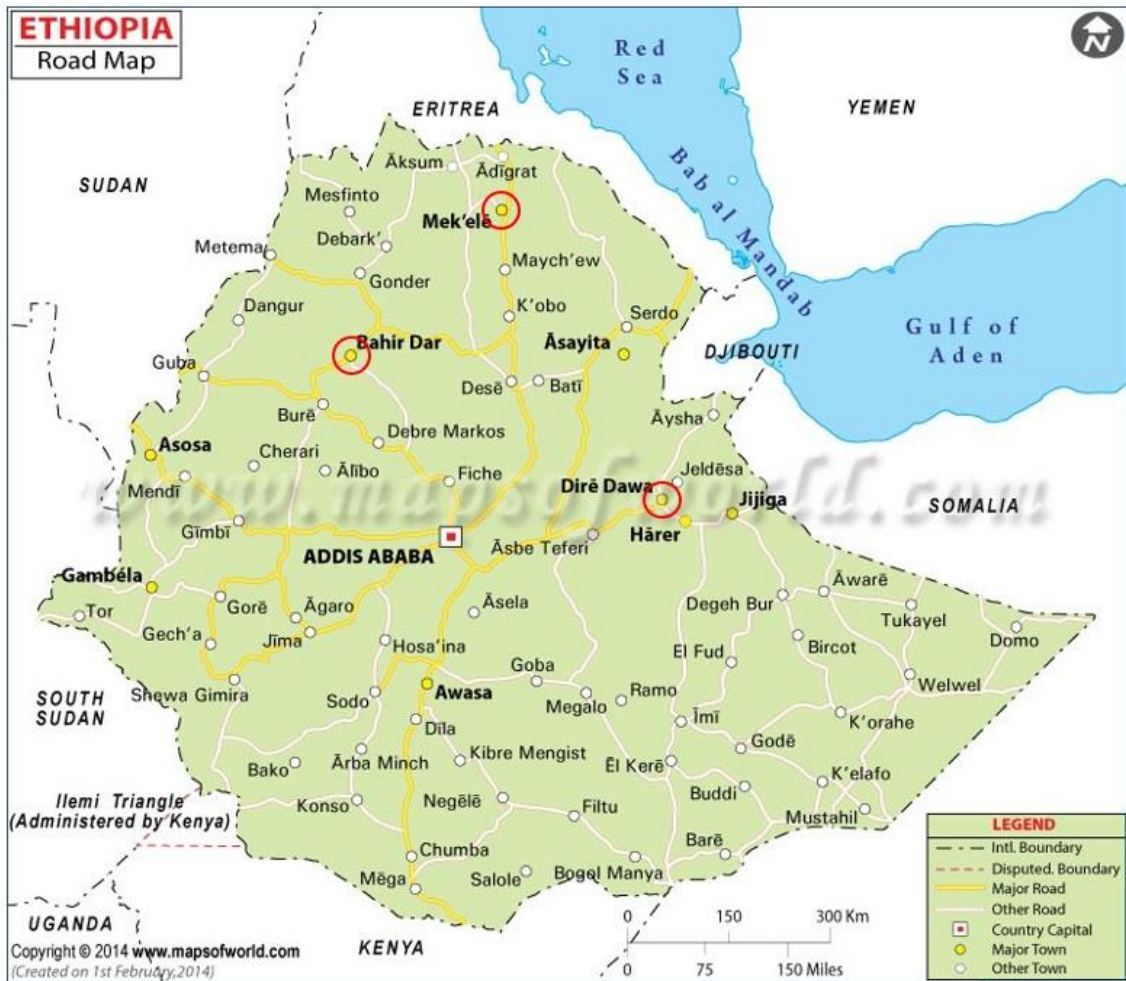 ETHIOPIA
Road Map
N
Red
Sea
ERITREA
YEMEN
SUDAN
Bab al Mandab
Āksum
Ādīgrat
Mesfinto
Mek'elē
Debark'
Metema
Maych'ew
Gonder
Dangur
K'obo
Serdo
Gulf of
Aden
Bahir Dar
Āsayita
DJIBOUTI
Guba
Desē
Batī
Burē
Āysha
Debre Markos
Asosa
Cherari
Ālībo
Fiche
Jeldēsa
Mendī
Dirē Dawa
Jijiga
SOMALIA
www.mapsofworld.com
Gīmbī
Hārer
ADDIS ABABA
Āsbe Teferi
Gambéla
Āwarē
Tor
Gorē
Āgaro
Āsela
Degeh Bur
Tukayel
Domo
Gech'a
Jīma
Hosa'ina
El Fud
Bircot
Goba
Shewa Gimira
Sodo
Awasa
Megalo
Ramo
Welwel
SOUTH
SUDAN
Īmī
K'orahe
Dīla
Godē
Bako
Ārba Minch
Kibre Mengist
Ēl Kerē
K'elafo
Ilemi Triangle
(Administered by Kenya)
Konso
Negēlē
Filtu
Buddi
Mustahil
Chumba
Barē
Mēga
Salole
Bogol Manya
UGANDA
KENYA
LEGEND
Intl. Boundary
Disputed. Boundary
Major Road
Other Road
Country Capital
Major Town
Other Town
0 150 300 Km
0 75 150 Miles
Copyright © 2014 www.mapsofworld.com
(Created on 1st February,2014)